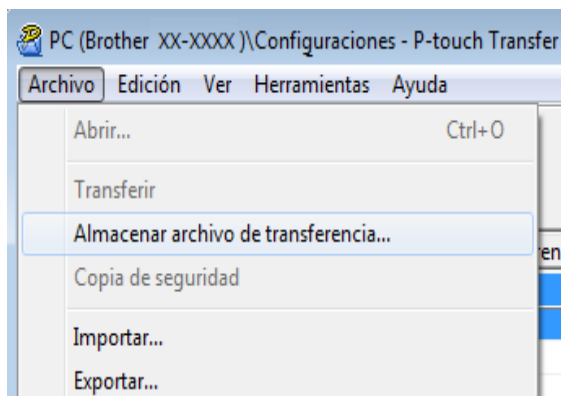 PC (Brother XX-XXXX )\Configuraciones - P-touch Transfer
Archivo Edición Ver Herramientas Ayuda
Abrir... Ctrl+O
Transferir
Almacenar archivo de transferencia...
Copia de seguridad
Importar...
Exportar...